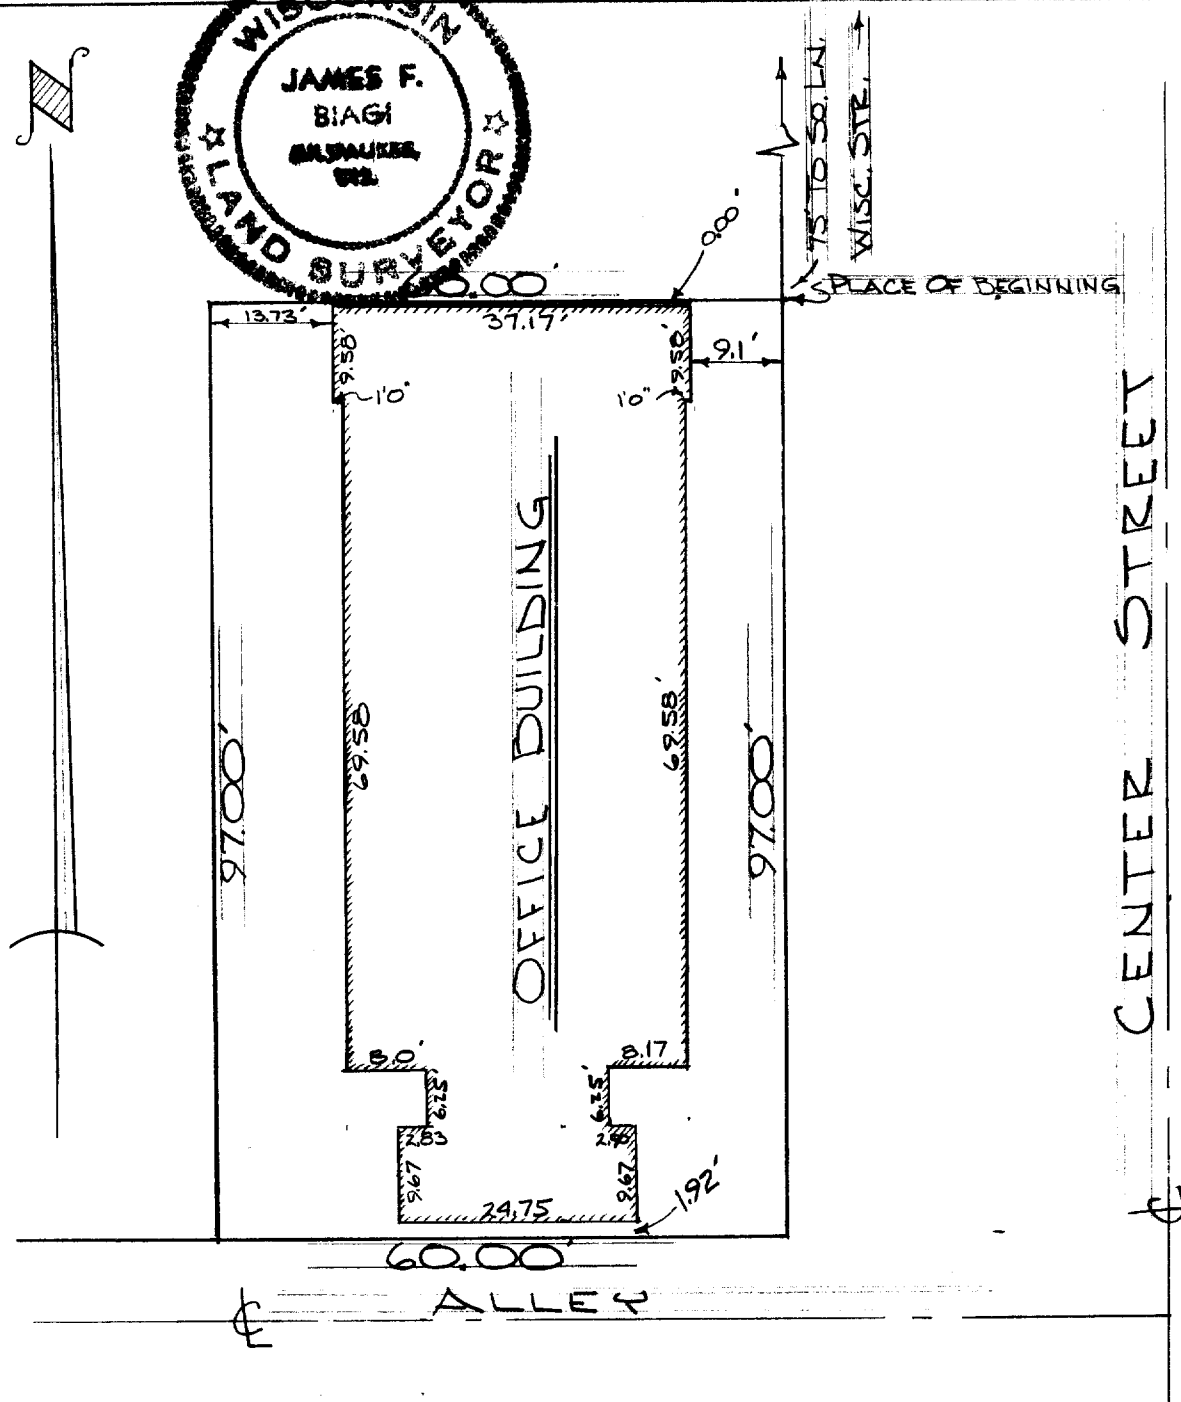 WISCONSIN
JAMES F.
BIAGI
MILWAUKEE,
WIS.
☆ LAND SURVEYOR ☆
N
75' TO SO. LN.
WISC. STR.
0.00'
.00'
PLACE OF BEGINNING
13.73'
37.17'
9.58
9.58'
9.1'
1'0"
1'0"
OFFICE BUILDING
69.58'
69.58'
97.00'
97.00'
CENTER STREET
8.0'
8.17
6.25'
6.25'
2.83
9.67
9.67
24.75
1.92'
60.00'
ALLEY